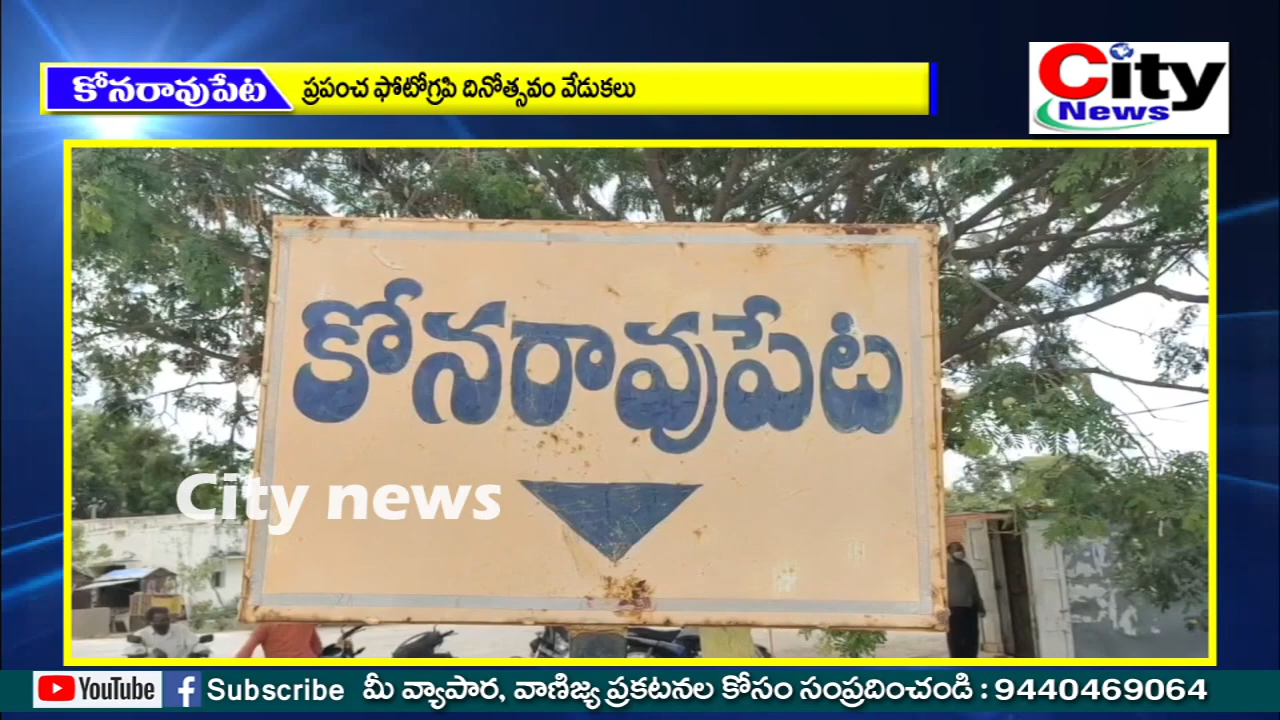 కోనరావుపేట ప్రపంచ ఫోటోగ్రఫి దినోత్సవం వేడుకలు
City
News
కోనరావుపేట
City news
YouTube f Subscribe మీ వ్యాపార, వాణిజ్య ప్రకటనల కోసం సంప్రదించండి : 9440469064